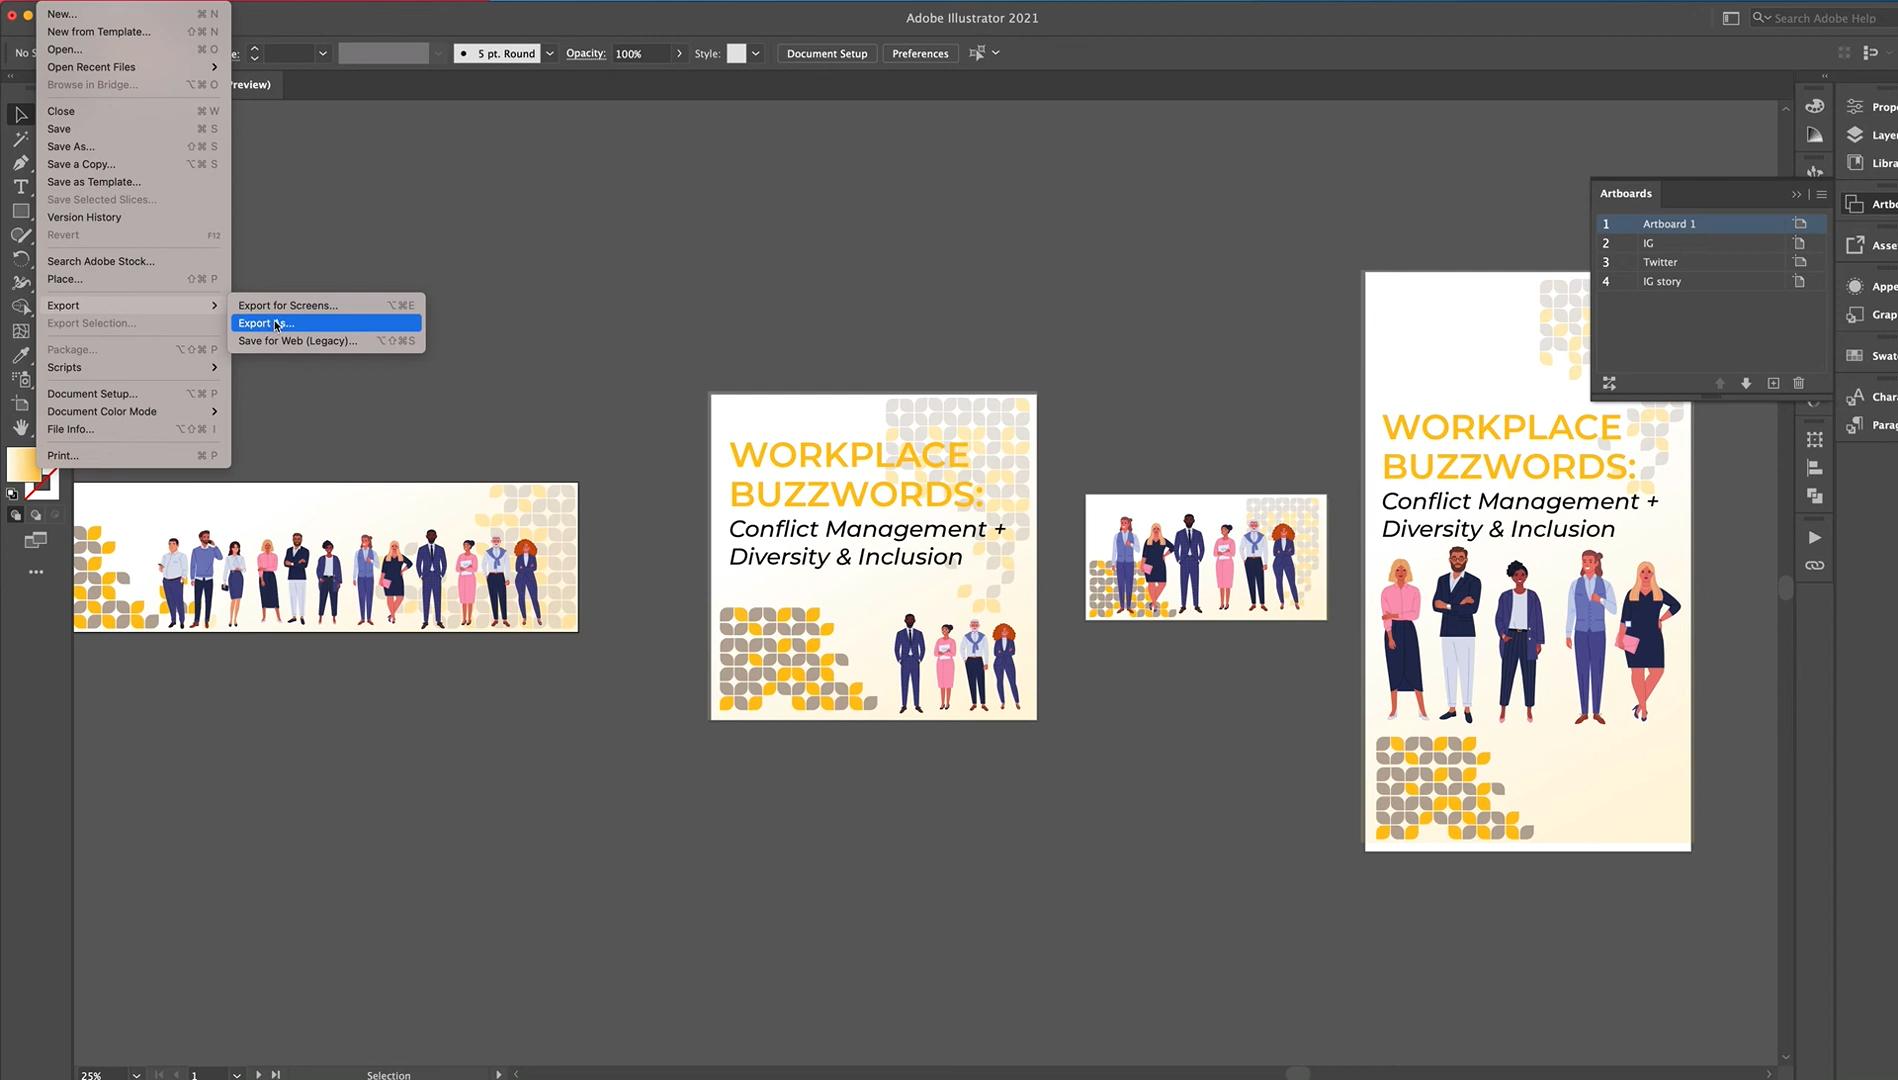 Adobe Illustrator 2021
Search Adobe Help
No S
e:
5 pt. Round
Opacity:
100%
Style:
Document Setup
Preferences
review)
New... ⌘ N
New from Template... ⇧⌘ N
Open... ⌘ O
Open Recent Files
Browse in Bridge... ⌥⌘ O
Close ⌘ W
Save ⌘ S
Save As... ⇧⌘ S
Save a Copy... ⌥⌘ S
Save as Template...
Save Selected Slices...
Version History
Revert F12
Search Adobe Stock...
Place... ⇧⌘ P
Export
Export Selection...
Package... ⌥⇧⌘ P
Scripts
Document Setup... ⌥⌘ P
Document Color Mode
File Info... ⌥⇧⌘ I
Print... ⌘ P
Export for Screens... ⌥⌘E
Export As...
Save for Web (Legacy)... ⌥⇧⌘S
WORKPLACE
BUZZWORDS:
Conflict Management +
Diversity & Inclusion
WORKPLACE
BUZZWORDS:
Conflict Management +
Diversity & Inclusion
Artboards
1 Artboard 1
2 IG
3 Twitter
4 IG story
Prope
Layer
Libra
Artbo
Asse
Appe
Grap
Swat
Chara
Parag
25%
1
Selection